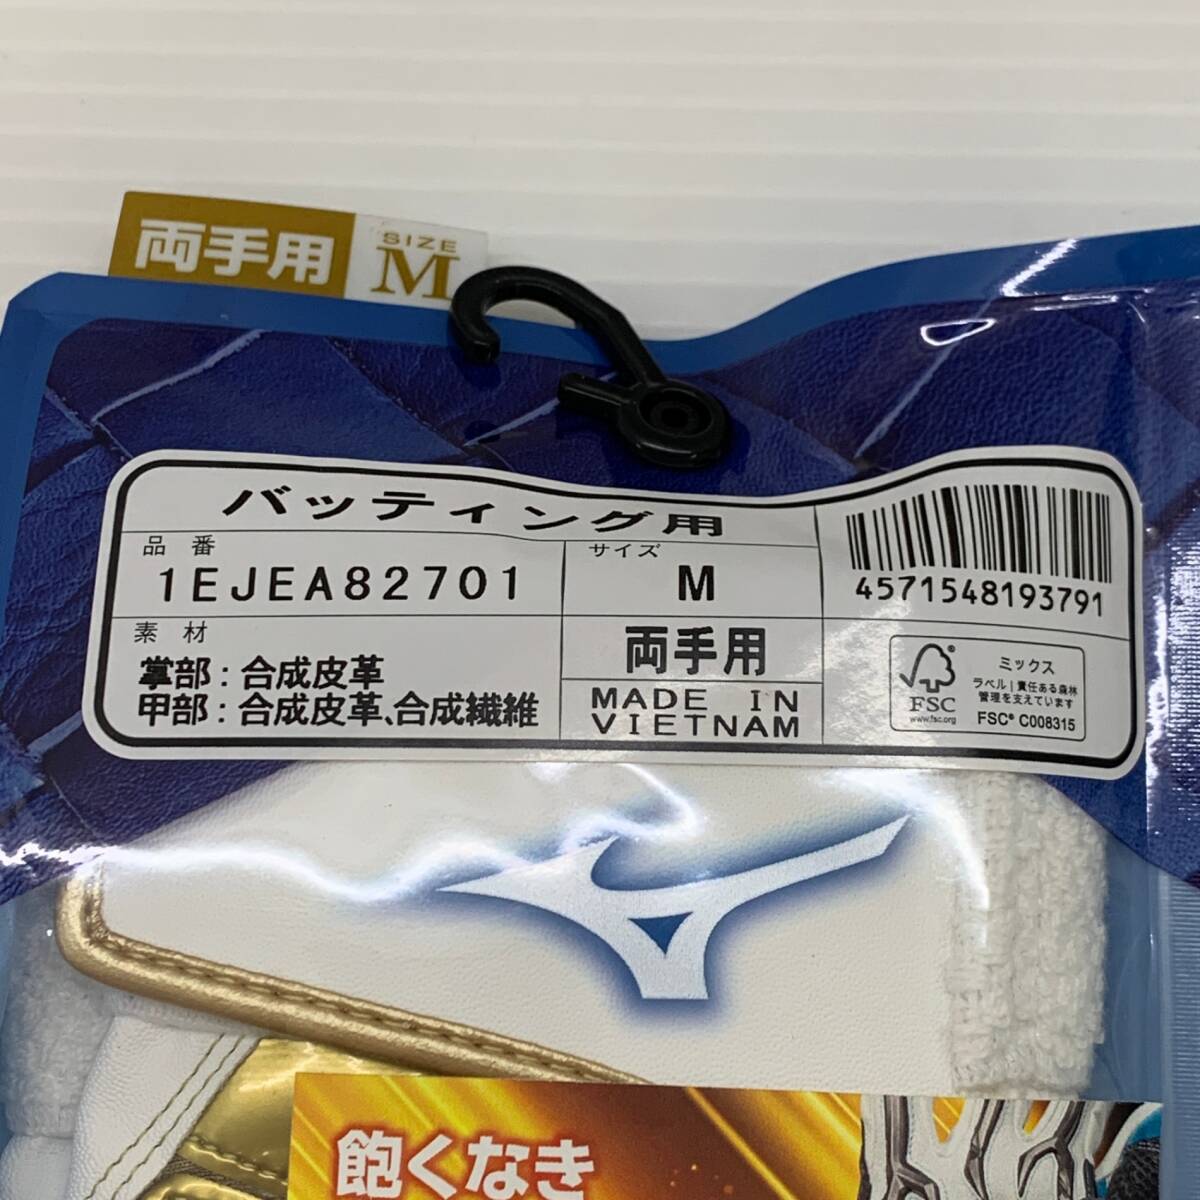 両手用
SIZE
M
バッティング用
品番
1EJEA82701
サイズ
M
素材
掌部:合成皮革
甲部:合成皮革、合成繊維
両手用
MADE IN
VIETNAM
4571548193791
FSC
www.fsc.org
ミックス
ラベル|責任ある森林
管理を支えています
FSC® C008315
飽くなき